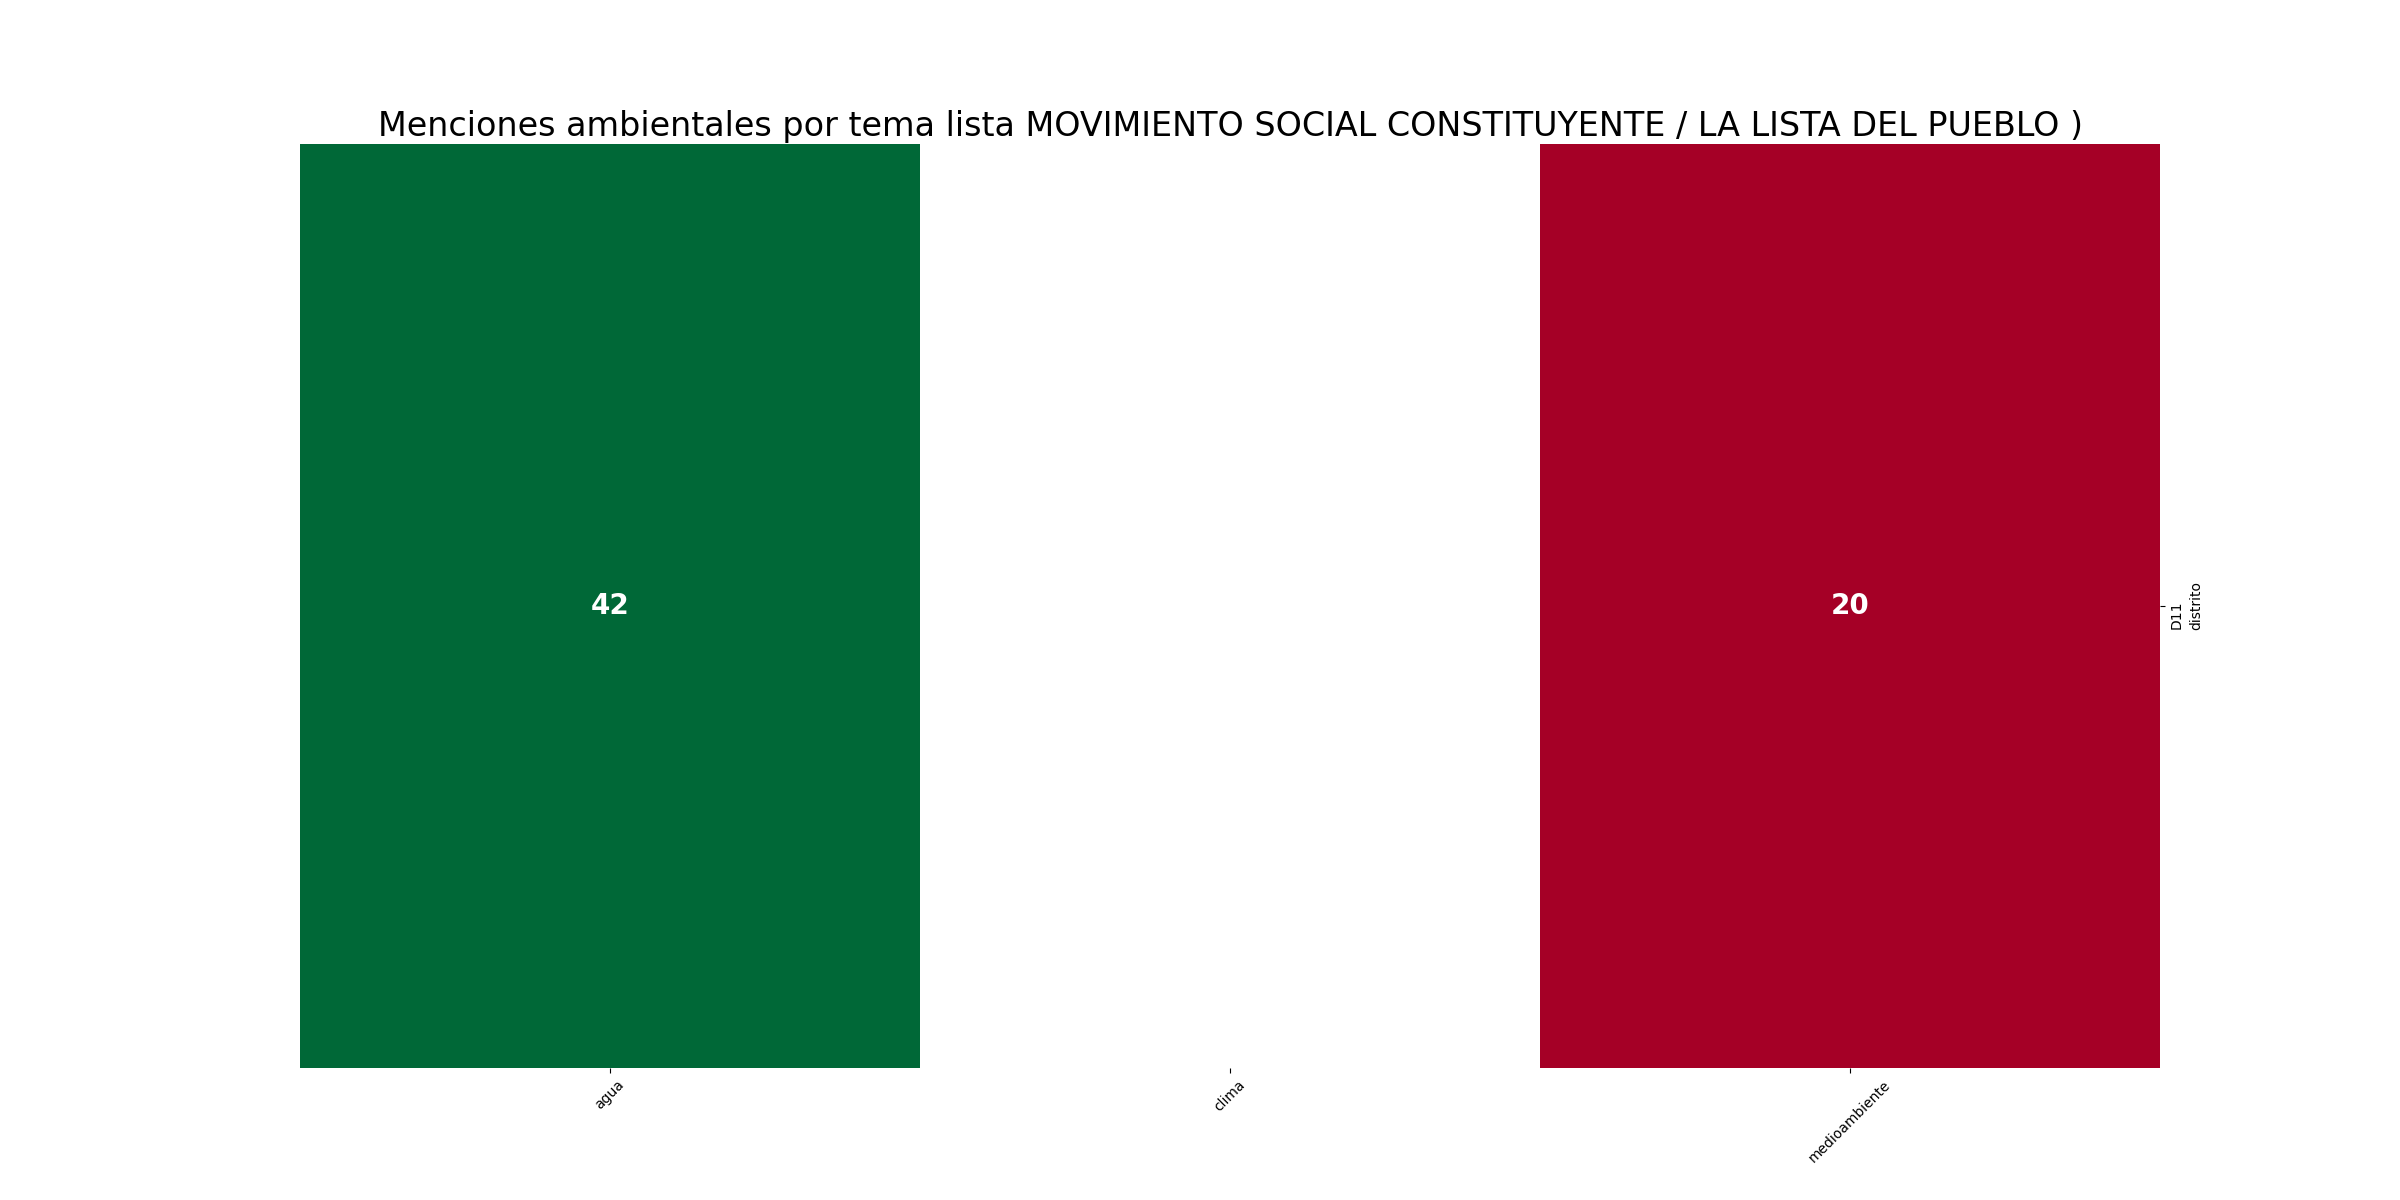 Menciones ambientales por tema lista MOVIMIENTO SOCIAL CONSTITUYENTE / LA LISTA DEL PUEBLO )
42
20
D11
distrito
agua
clima
medioambiente